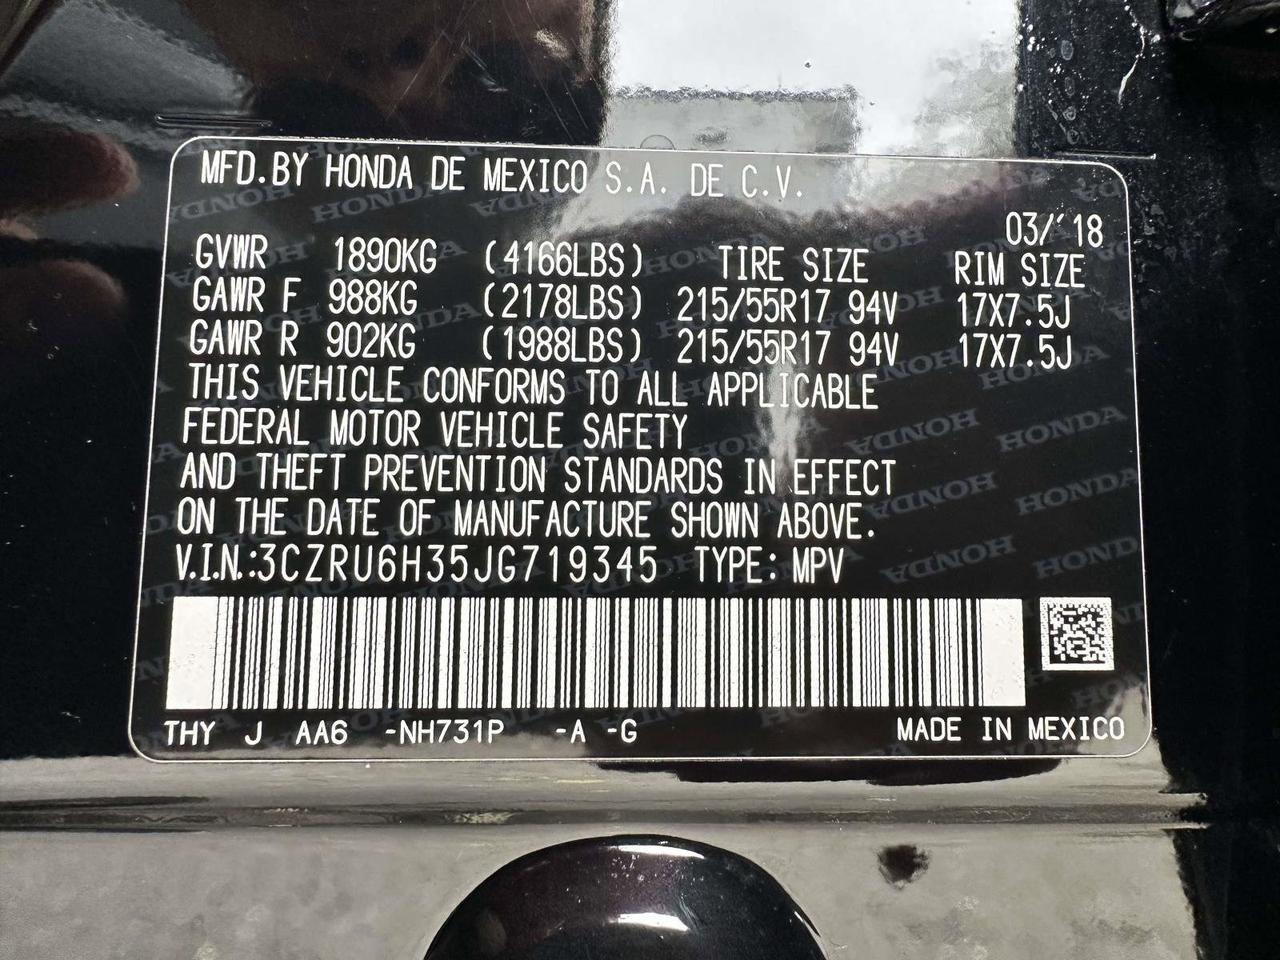 MFD.BY HONDA DE MEXICO S.A. DE C.V.
03/'18
GVWR 1890KG (4166LBS) TIRE SIZE RIM SIZE
GAWR F 988KG (2178LBS) 215/55R17 94V 17X7.5J
GAWR R 902KG (1988LBS) 215/55R17 94V 17X7.5J
THIS VEHICLE CONFORMS TO ALL APPLICABLE
FEDERAL MOTOR VEHICLE SAFETY
AND THEFT PREVENTION STANDARDS IN EFFECT
ON THE DATE OF MANUFACTURE SHOWN ABOVE.
V.I.N.:3CZRU6H35JG719345 TYPE: MPV
THY J AA6 -NH731P -A -G MADE IN MEXICO